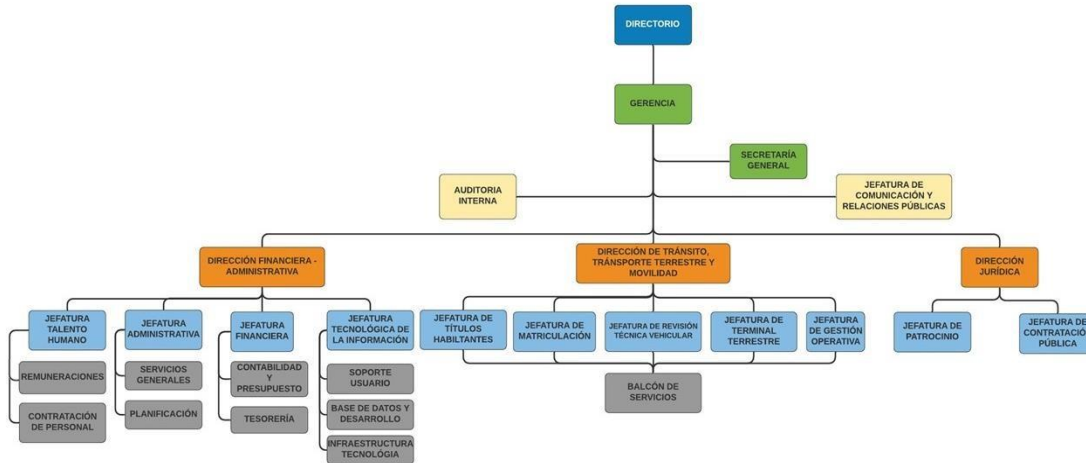 DIRECTORIO
GERENCIA
SECRETARÍA
GENERAL
AUDITORIA
INTERNA
JEFATURA DE
COMUNICACIÓN Y
RELACIONES PÚBLICAS
DIRECCIÓN FINANCIERA -
ADMINISTRATIVA
DIRECCIÓN DE TRÁNSITO,
TRÁNSPORTE TERRESTRE Y
MOVILIDAD
DIRECCIÓN
JURÍDICA
JEFATURA
TALENTO
HUMANO
JEFATURA
ADMINISTRATIVA
JEFATURA
FINANCIERA
JEFATURA
TECNOLÓGICA DE
LA INFORMACIÓN
JEFATURA DE
TÍTULOS
HABILTANTES
JEFATURA DE
MATRICULACIÓN
JEFATURA DE REVISIÓN
TÉCNICA VEHICULAR
JEFATURA DE
TERMINAL
TERRESTRE
JEFATURA
DE GESTIÓN
OPERATIVA
JEFATURA DE
PATROCINIO
JEFATURA DE
CONTRATACIÓN
PÚBLICA
REMUNERACIONES
SERVICIOS
GENERALES
CONTABILIDAD
Y
PRESUPUESTO
SOPORTE
USUARIO
BALCÓN DE
SERVICIOS
CONTRATACIÓN
DE PERSONAL
PLANIFICACIÓN
TESORERÍA
BASE DE DATOS Y
DESARROLLO
INFRAESTRUCTURA
TECNOLÓGIA